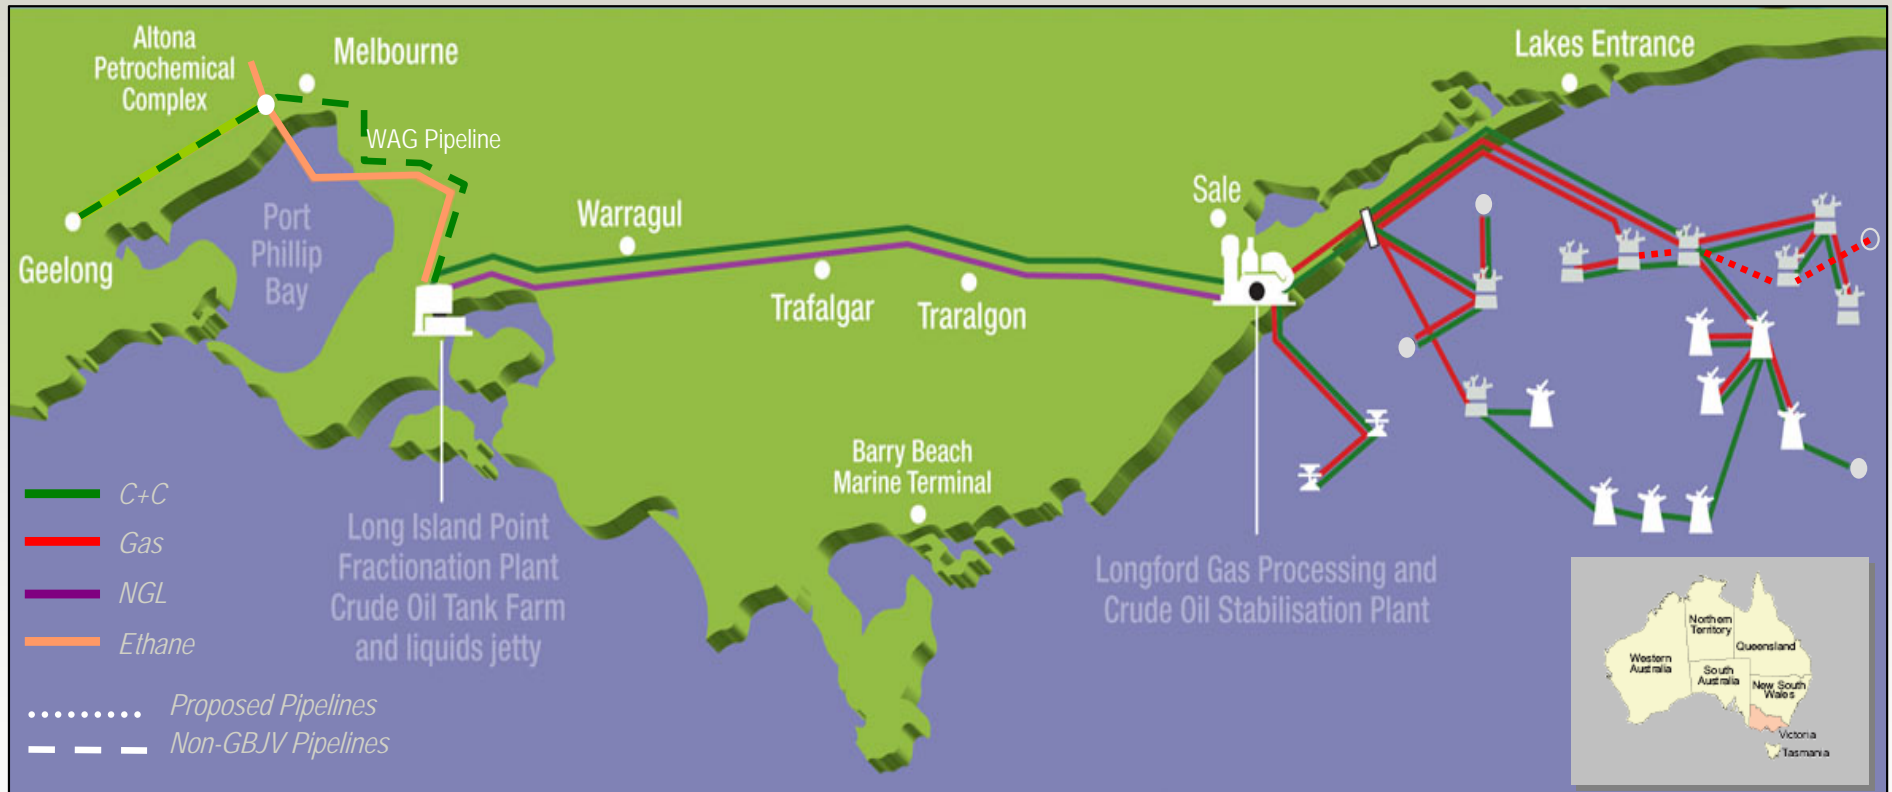 Altona
Petrochemical
Complex
Melbourne
Lakes Entrance
WAG Pipeline
Sale
Warragul
Port
Phillip
Bay
Geelong
Trafalgar
Traralgon
Barry Beach
Marine Terminal
C+C
Gas
NGL
Ethane
Proposed Pipelines
Non-GBJV Pipelines
Long Island Point
Fractionation Plant
Crude Oil Tank Farm
and liquids jetty
Longford Gas Processing and
Crude Oil Stabilisation Plant
Northern
Territory
Queensland
Western
Australia
South
Australia
New South
Wales
Victoria
Tasmania